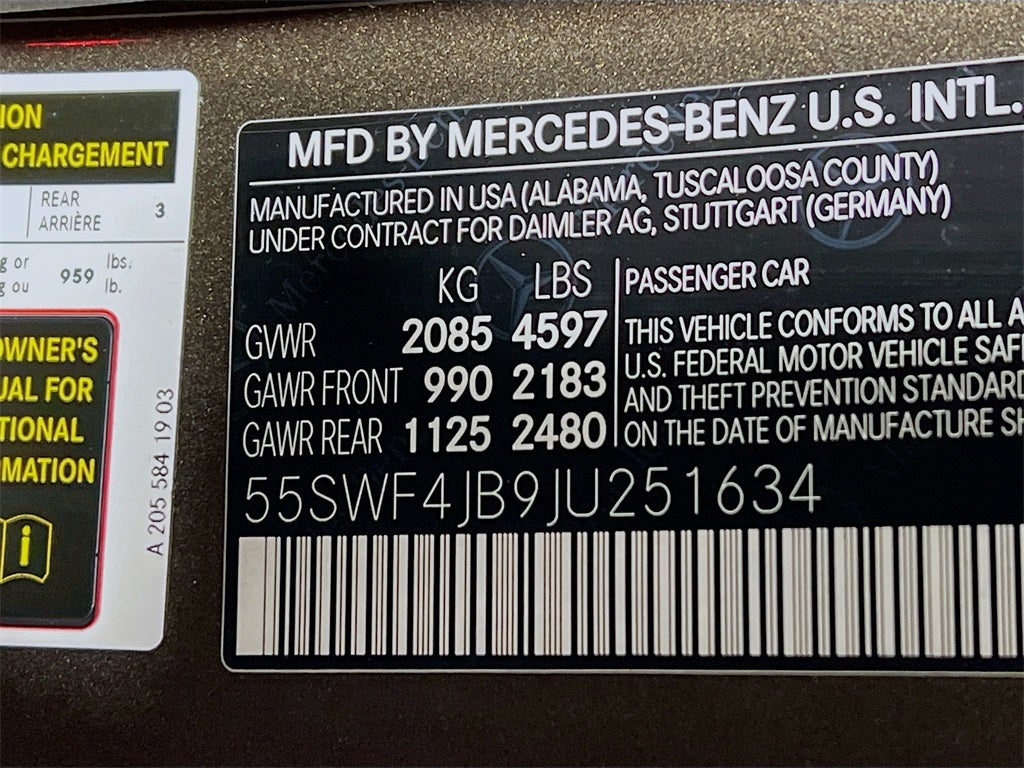 ION
CHARGEMENT
REAR
ARRIÈRE 3
g or 959 lbs.
g ou lb.
OWNER'S
UAL FOR
TIONAL
RMATION
i
A 205 584 19 03
MFD BY MERCEDES-BENZ U.S. INTL.
MANUFACTURED IN USA (ALABAMA, TUSCALOOSA COUNTY)
UNDER CONTRACT FOR DAIMLER AG, STUTTGART (GERMANY)
KG LBS
GVWR 2085 4597
GAWR FRONT 990 2183
GAWR REAR 1125 2480
PASSENGER CAR
THIS VEHICLE CONFORMS TO ALL A
U.S. FEDERAL MOTOR VEHICLE SAF
AND THEFT PREVENTION STANDARD
ON THE DATE OF MANUFACTURE SH
55SWF4JB9JU251634